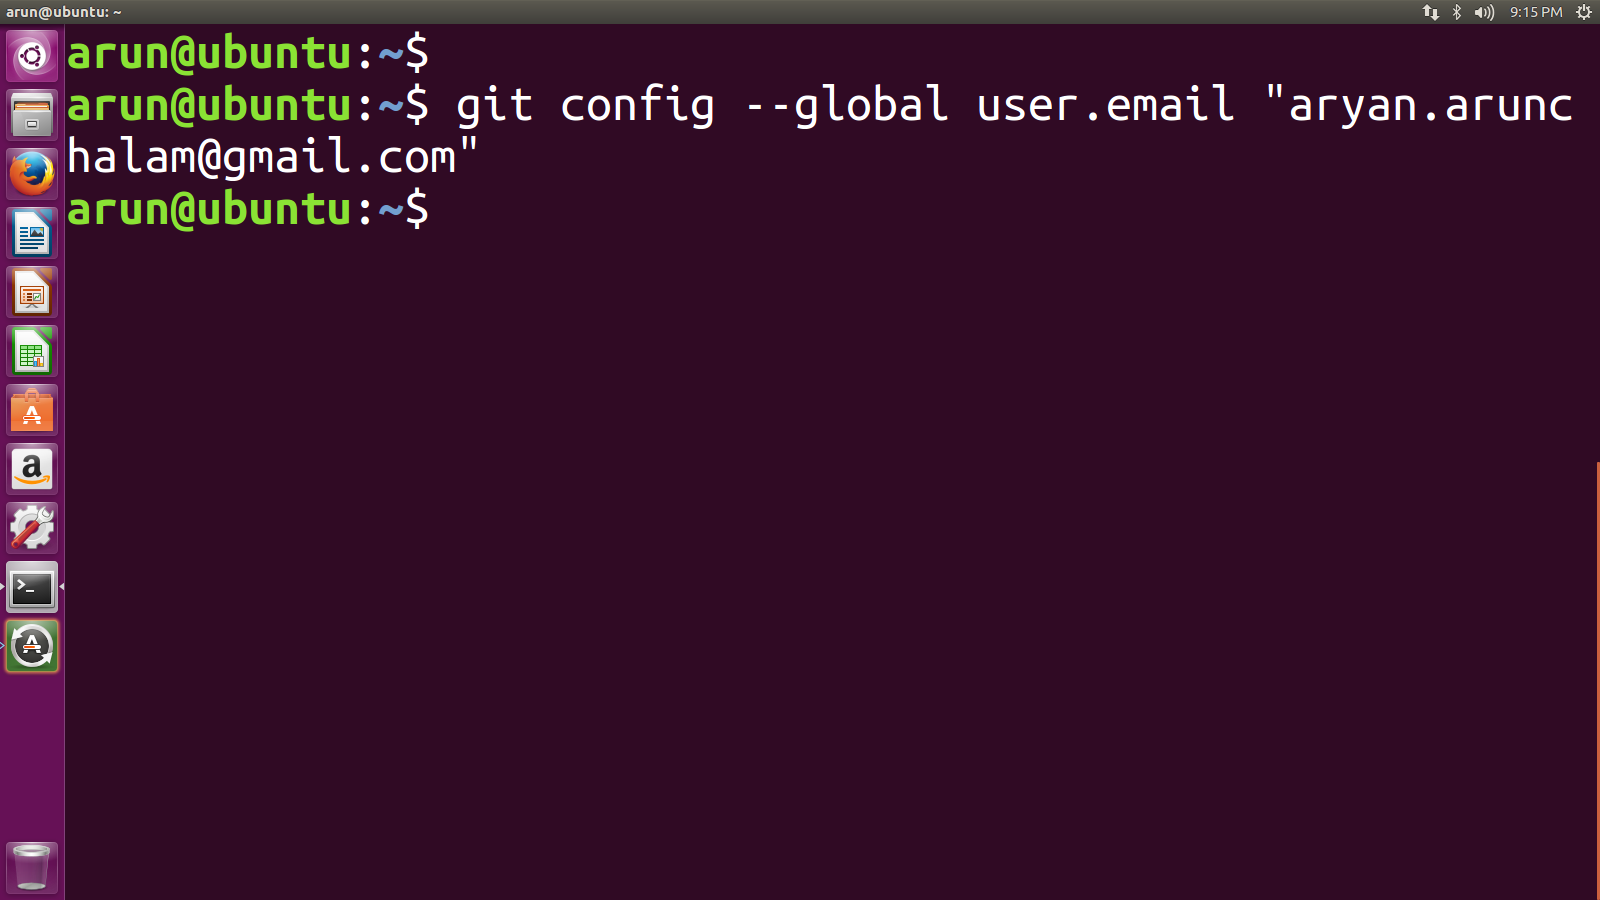 arun@ubuntu: ~
9:15 PM
arun@ubuntu:~$
arun@ubuntu:~$ git config --global user.email "aryan.arunc
halam@gmail.com"
arun@ubuntu:~$